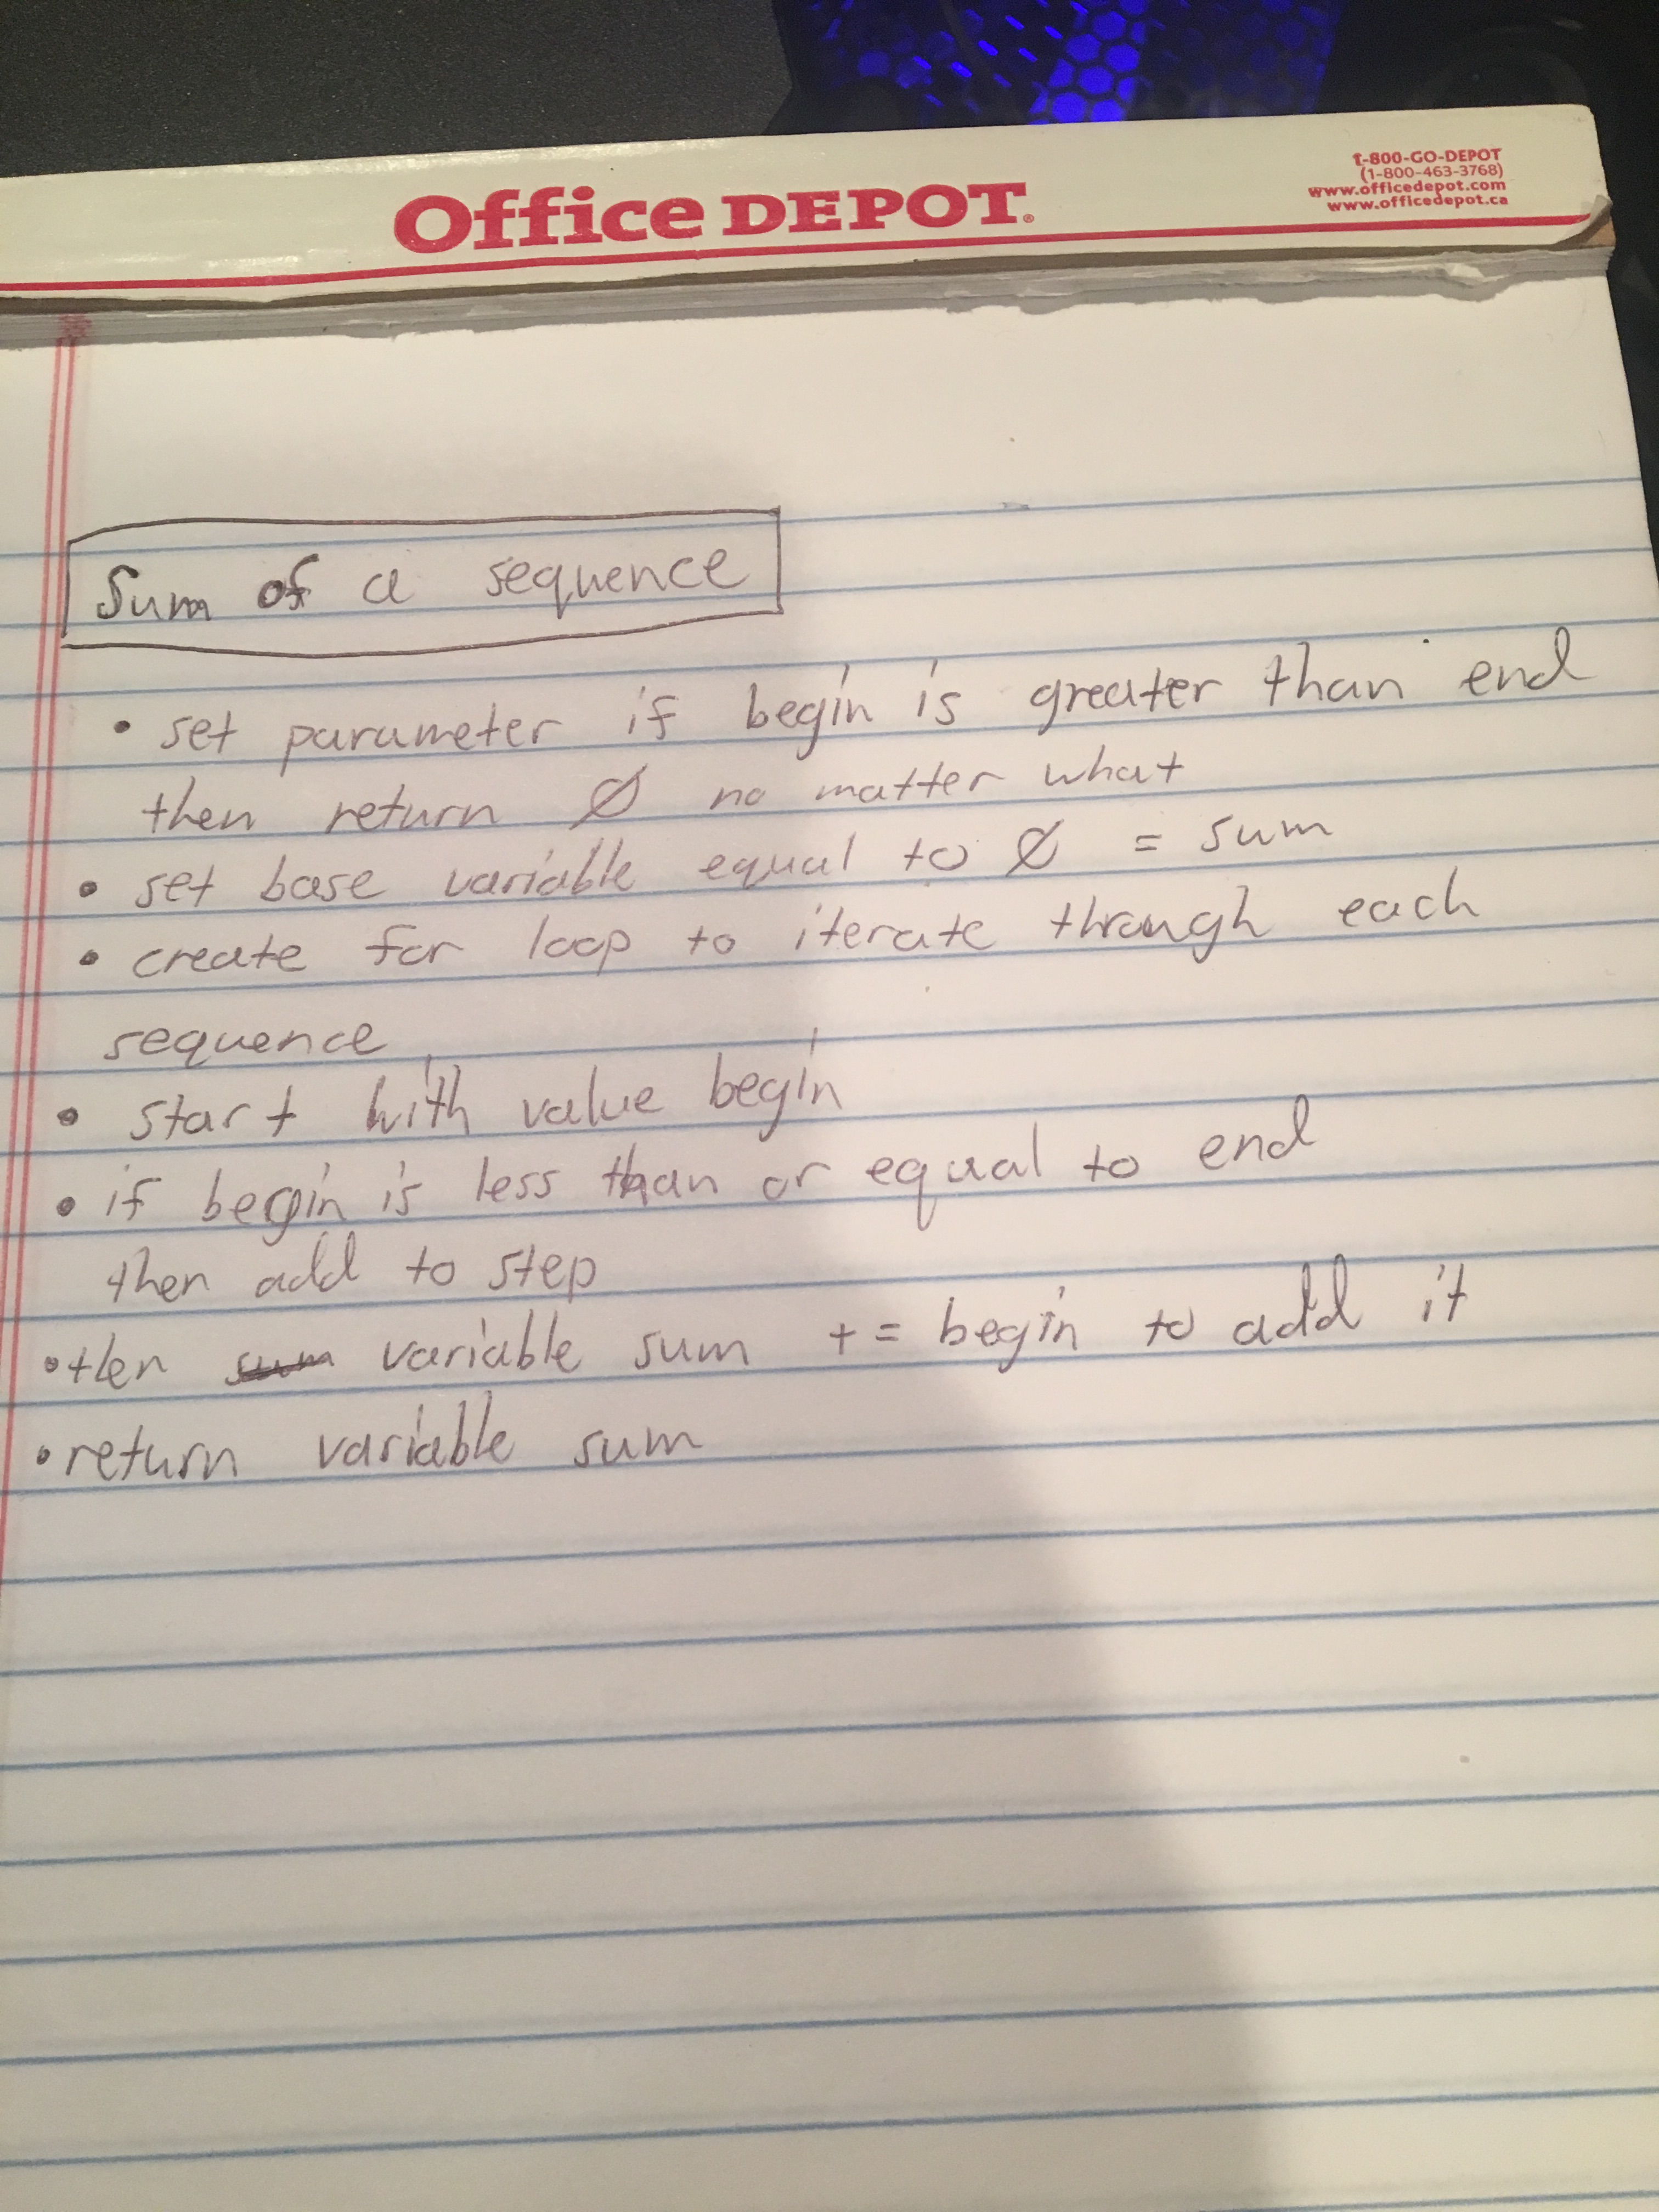 Office DEPOT.
1-800-GO-DEPOT
(1-800-463-3768)
www.officedepot.com
www.officedepot.ca
Sum of a sequence
• set parameter if begin is greater than end
then return Ø no matter what
• set base variable equal to Ø = sum
• create for loop to iterate through each
sequence
• start with value begin
• if begin is less than or equal to end
then add to step
• then sum variable sum += begin to add it
• return variable sum